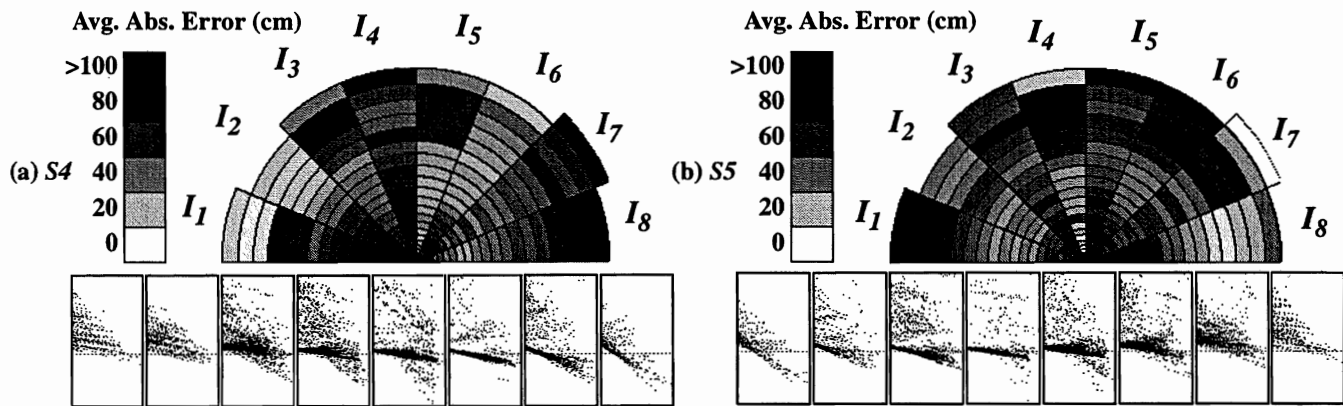 Avg. Abs. Error (cm)
>100
80
60
40
20
0
(a) S4
I1
I2
I3
I4
I5
I6
I7
I8
Avg. Abs. Error (cm)
>100
80
60
40
20
0
(b) S5
I1
I2
I3
I4
I5
I6
I7
I8